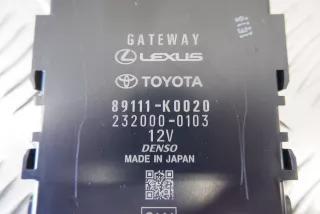 GATEWAY
LEXUS
TOYOTA
89111-K0020
232000-0103
12V
DENSO
MADE IN JAPAN